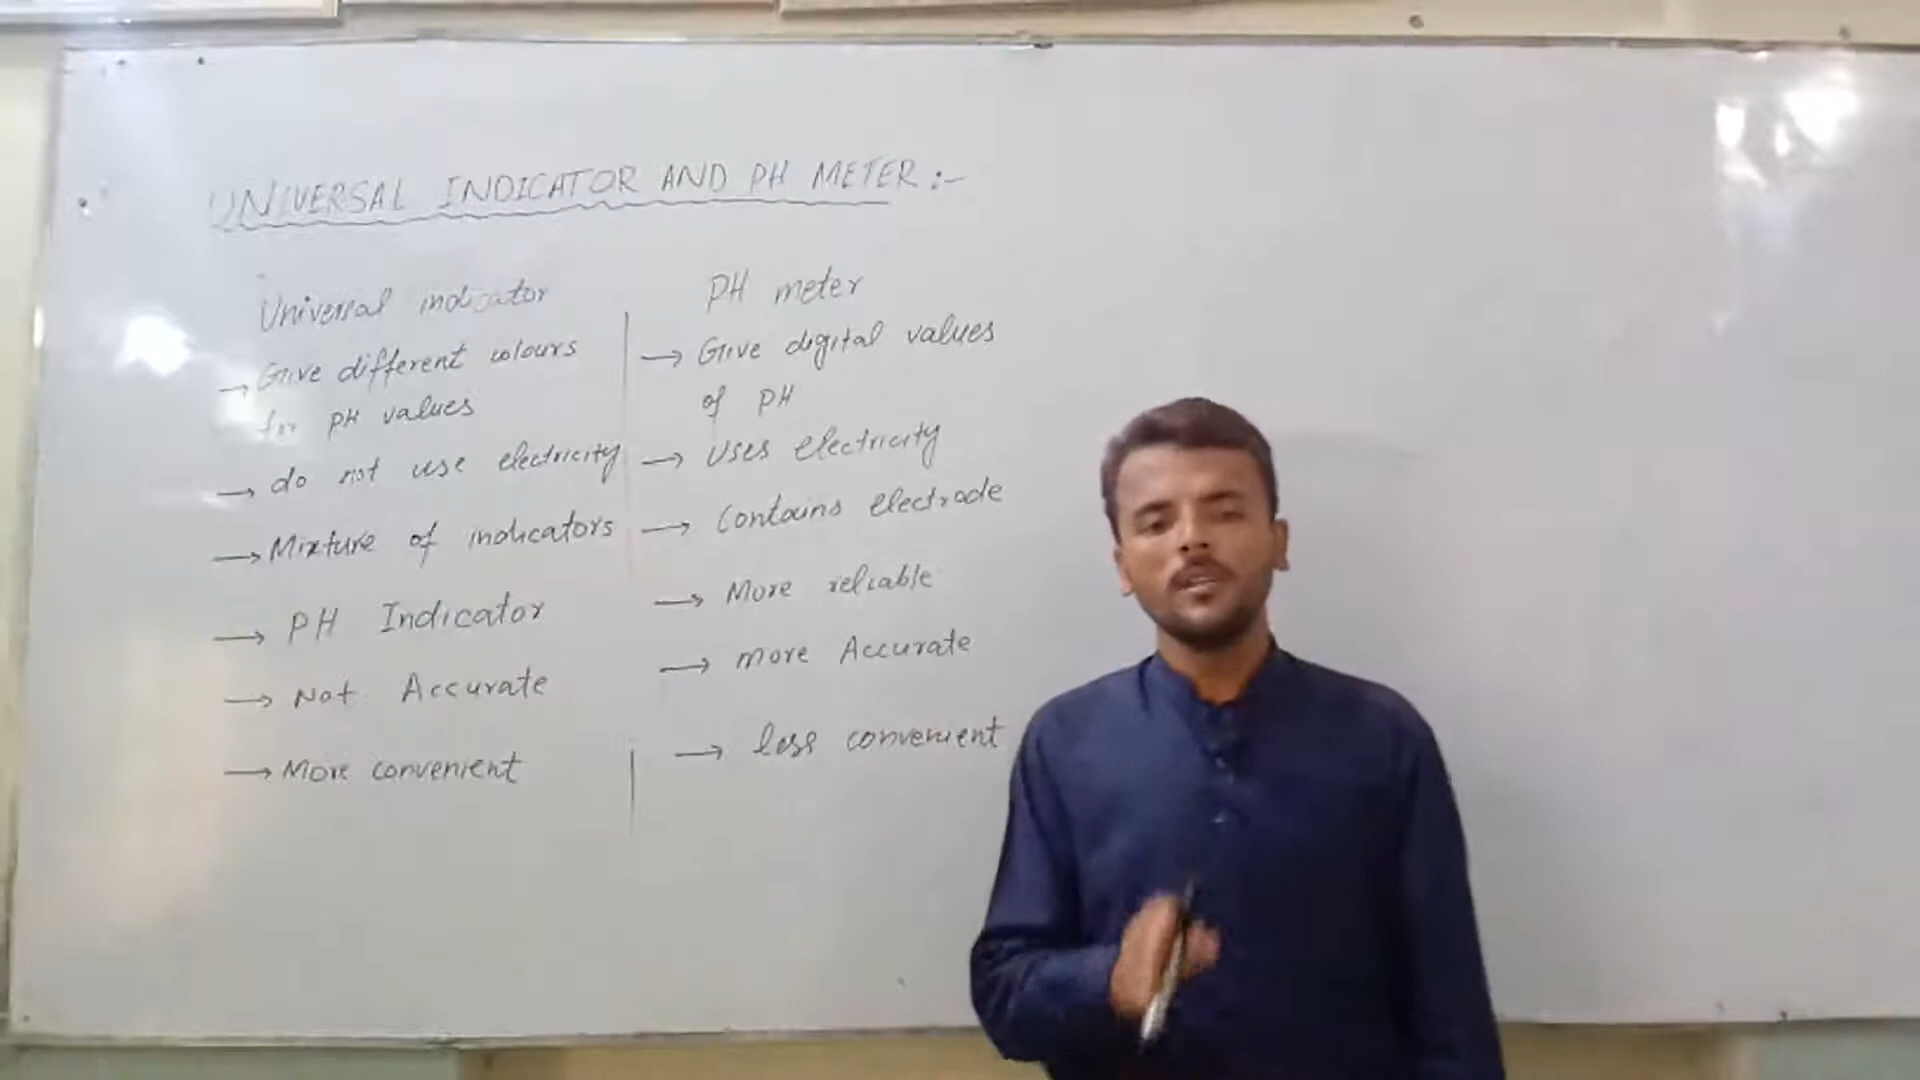 UNIVERSAL INDICATOR AND PH METER :-
Universal indicator
→ Give different colours
for PH values
→ do not use electricity
→ Mixture of indicators
→ PH Indicator
→ Not Accurate
→ More convenient
PH meter
→ Give digital values
of PH
→ Uses electricity
→ Contains electrode
→ More reliable
→ more Accurate
→ less convenient